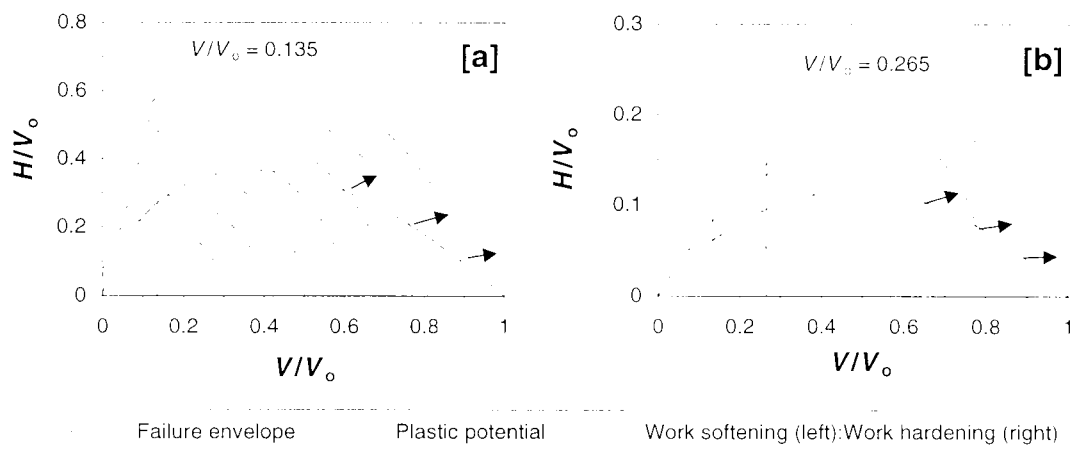 0.8
V/Vo = 0.135
[a]
0.6
0.4
0.2
0
H/Vo
0 0.2 0.4 0.6 0.8 1
V/Vo
0.3
V/Vo = 0.265
[b]
0.2
0.1
0
H/Vo
0 0.2 0.4 0.6 0.8 1
V/Vo
Failure envelope Plastic potential Work softening (left):Work hardening (right)